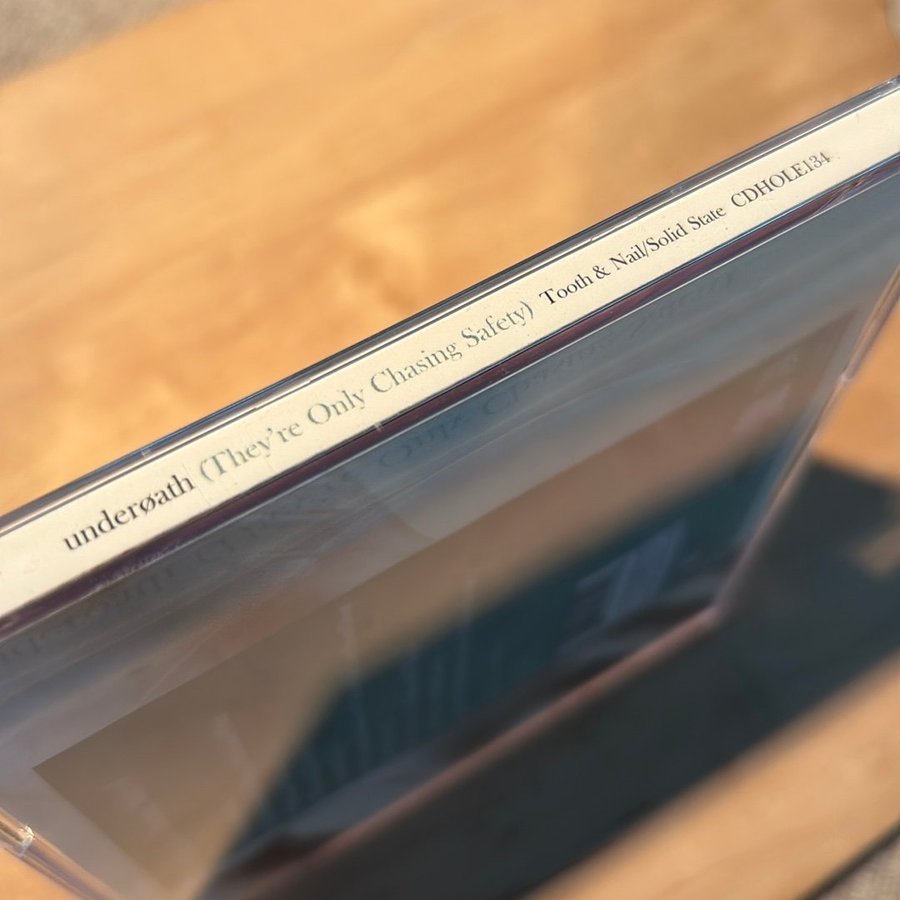 underøath (They're Only Chasing Safety) Tooth & Nail/Solid State CDHOLE134